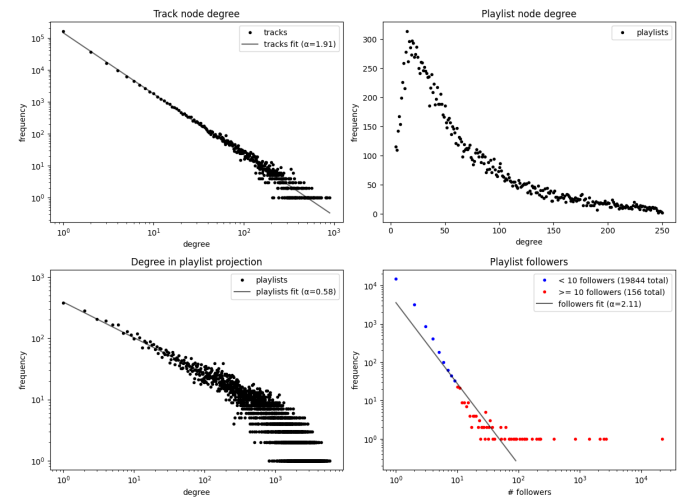 Track node degree
tracks
tracks fit (α=1.91)
10⁵
10⁴
10³
10²
10¹
10⁰
frequency
10⁰
10¹
10²
10³
degree
Playlist node degree
playlists
300
250
200
150
100
50
0
frequency
0
50
100
150
200
250
degree
Degree in playlist projection
playlists
playlists fit (α=0.58)
10³
10²
10¹
10⁰
frequency
10⁰
10¹
10²
10³
degree
Playlist followers
< 10 followers (19844 total)
>= 10 followers (156 total)
followers fit (α=2.11)
10⁴
10³
10²
10¹
10⁰
frequency
10⁰
10¹
10²
10³
10⁴
# followers